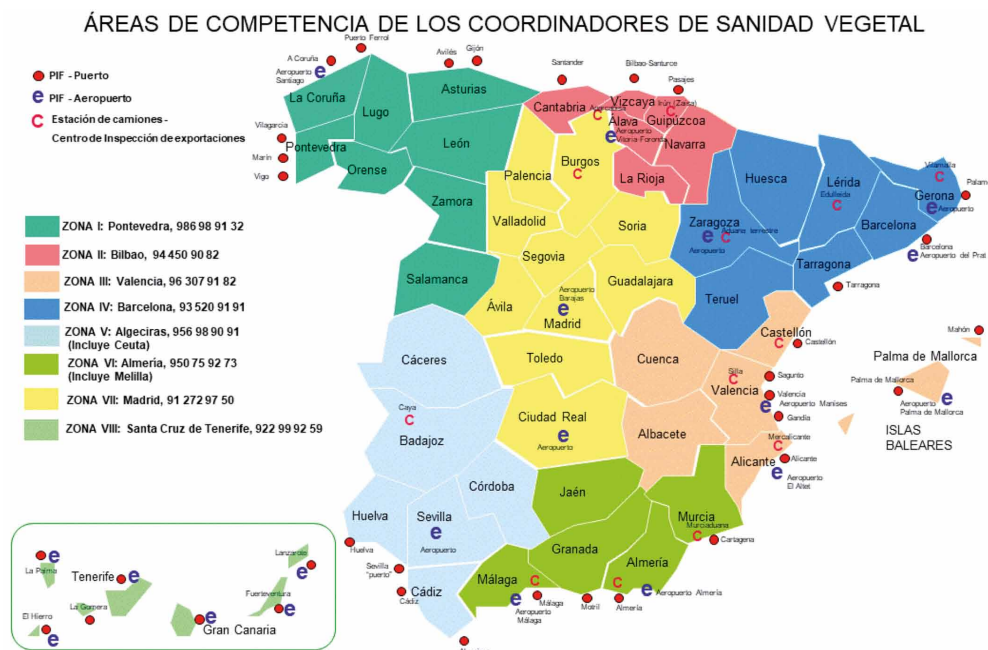 ÁREAS DE COMPETENCIA DE LOS COORDINADORES DE SANIDAD VEGETAL
PIF - Puerto
e PIF - Aeropuerto
C Estación de camiones -
Centro de Inspección de exportaciones
ZONA I: Pontevedra, 986 98 91 32
ZONA II: Bilbao, 94 450 90 82
ZONA III: Valencia, 96 307 91 82
ZONA IV: Barcelona, 93 520 91 91
ZONA V: Algeciras, 956 98 90 91
(Incluye Ceuta)
ZONA VI: Almería, 950 75 92 73
(Incluye Melilla)
ZONA VII: Madrid, 91 272 97 50
ZONA VIII: Santa Cruz de Tenerife, 922 99 92 59
Puerto Ferrol
A Coruña
e
Aeropuerto
Santiago
Avilés
Gijón
Santander
Bilbao-Santurce
Pasajes
La Coruña
Lugo
Asturias
Cantabria
C
Vizcaya
Irún (Zaisa)
C
Guipúzcoa
Álava
e
Aeropuerto
Vitoria-Foronda
Navarra
La Rioja
Vilagarcia
Marín
Vigo
Pontevedra
Orense
León
Palencia
Burgos
C
Zamora
Valladolid
Soria
Segovia
Salamanca
Ávila
Aeropuerto
Barajas
e
Madrid
Guadalajara
Huesca
Lérida
Edullleida
C
Vilamalla
C
Gerona
e Aeropuerto
Palam
Barcelona
Zaragoza
Aduana terrestre
e C
Aeropuerto
Barcelona
e Aeropuerto del Prat
Tarragona
Tarragona
Teruel
Castellón
C
Castellón
Cáceres
Toledo
Cuenca
Silla
C
Valencia
Sagunto
Valencia
e Aeropuerto Manises
Gandía
Mahón
Palma de Mallorca
Palma de Mallorca
e
Aeropuerto
Palma de Mallorca
ISLAS
BALEARES
Caya
C
Badajoz
Ciudad Real
e
Aeropuerto
Albacete
Mercalicante
C
Alicante
Alicante
e Aeropuerto
El Altet
Córdoba
Jaén
Murcia
Murciaduana
C
Cartagena
Huelva
Huelva
Sevilla
e
Aeropuerto
Sevilla
"puerto"
Cádiz
Cádiz
Granada
Málaga
C
e
Málaga
Aeropuerto
Málaga
Motril
Almería
C
Almería
e Aeropuerto Almería
La Palma
e
Tenerife
e
La Gomera
El Hierro
e
Gran Canaria
e
Lanzarote
e
Fuerteventura
e